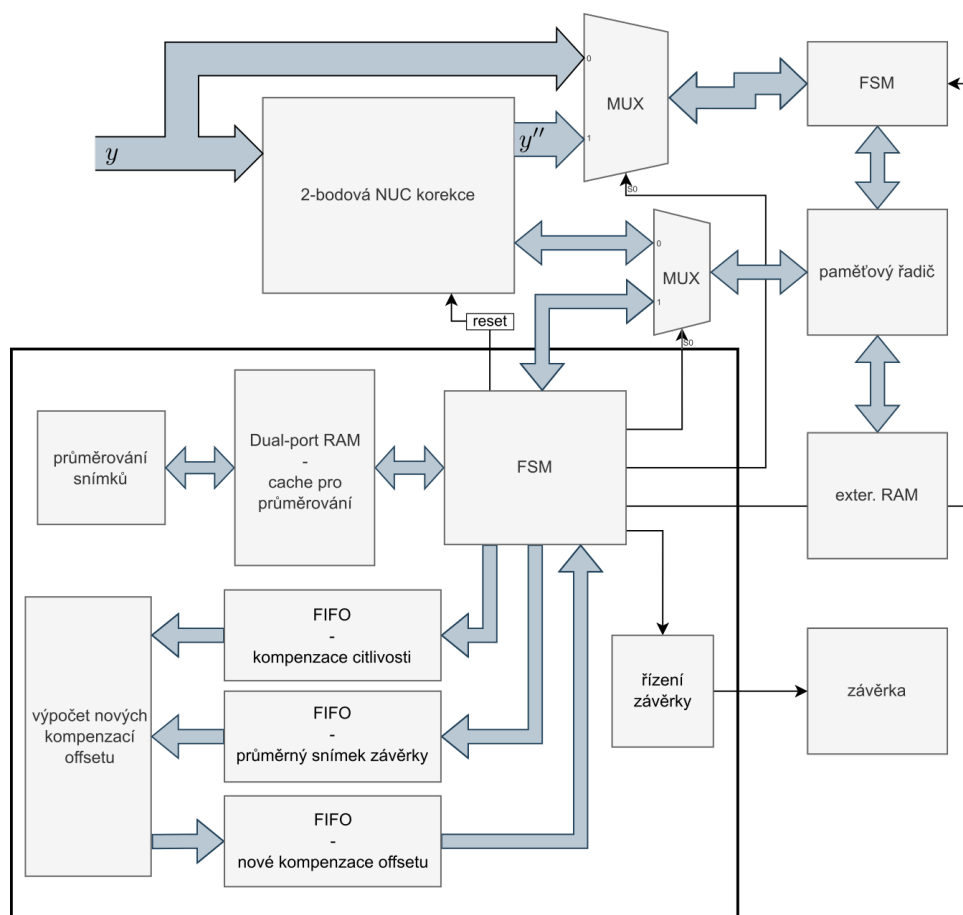 0
MUX
FSM
y
y''
1
2-bodová NUC korekce
S0
0
MUX
paměťový řadič
1
reset
S0
průměrování
snímků
Dual-port RAM
-
cache pro
průměrování
FSM
exter. RAM
FIFO
-
kompenzace citlivosti
řízení
závěrky
závěrka
výpočet nových
kompenzací
offsetu
FIFO
-
průměrný snímek závěrky
FIFO
-
nové kompenzace offsetu